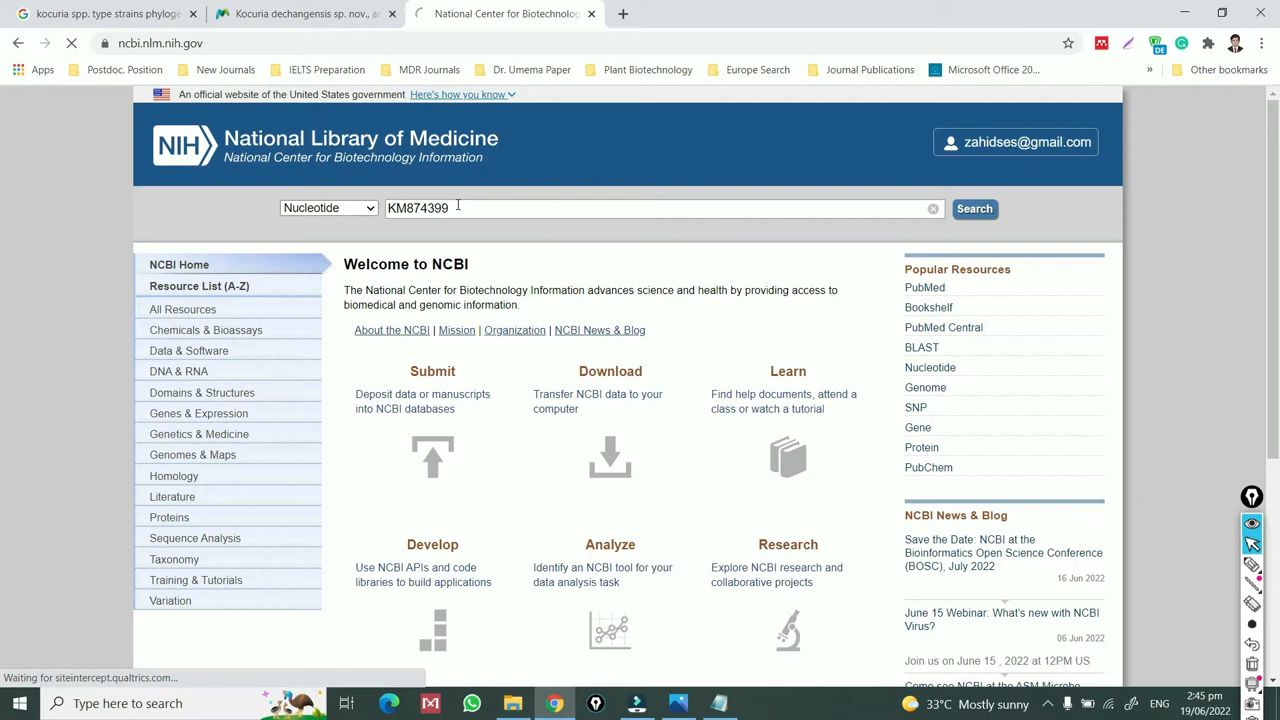 kocuria spp. type strains phyloge
Kocuria dechangensis sp. nov., a
National Center for Biotechnolog
ncbi.nlm.nih.gov
DE
Apps
Postdoc. Position
New Journals
IELTS Preparation
MDR Journals
Dr. Umema Paper
Plant Biotechnology
Europe Search
Journal Publications
Microsoft Office 20...
»
Other bookmarks
An official website of the United States government Here's how you know
NIH National Library of Medicine
National Center for Biotechnology Information
zahidses@gmail.com
Nucleotide KM874399 Search
NCBI Home
Resource List (A-Z)
All Resources
Chemicals & Bioassays
Data & Software
DNA & RNA
Domains & Structures
Genes & Expression
Genetics & Medicine
Genomes & Maps
Homology
Literature
Proteins
Sequence Analysis
Taxonomy
Training & Tutorials
Variation
Welcome to NCBI
The National Center for Biotechnology Information advances science and health by providing access to
biomedical and genomic information.
About the NCBI | Mission | Organization | NCBI News & Blog
Submit
Deposit data or manuscripts
into NCBI databases
Download
Transfer NCBI data to your
computer
Learn
Find help documents, attend a
class or watch a tutorial
Develop
Use NCBI APIs and code
libraries to build applications
Analyze
Identify an NCBI tool for your
data analysis task
Research
Explore NCBI research and
collaborative projects
Popular Resources
PubMed
Bookshelf
PubMed Central
BLAST
Nucleotide
Genome
SNP
Gene
Protein
PubChem
NCBI News & Blog
Save the Date: NCBI at the
Bioinformatics Open Science Conference
(BOSC), July 2022
16 Jun 2022
June 15 Webinar: What's new with NCBI
Virus?
06 Jun 2022
Join us on June 15 , 2022 at 12PM US
Come see NCBI at the ASM Microbe
Waiting for siteintercept.qualtrics.com...
Type here to search
33°C Mostly sunny
ENG
2:45 pm
19/06/2022